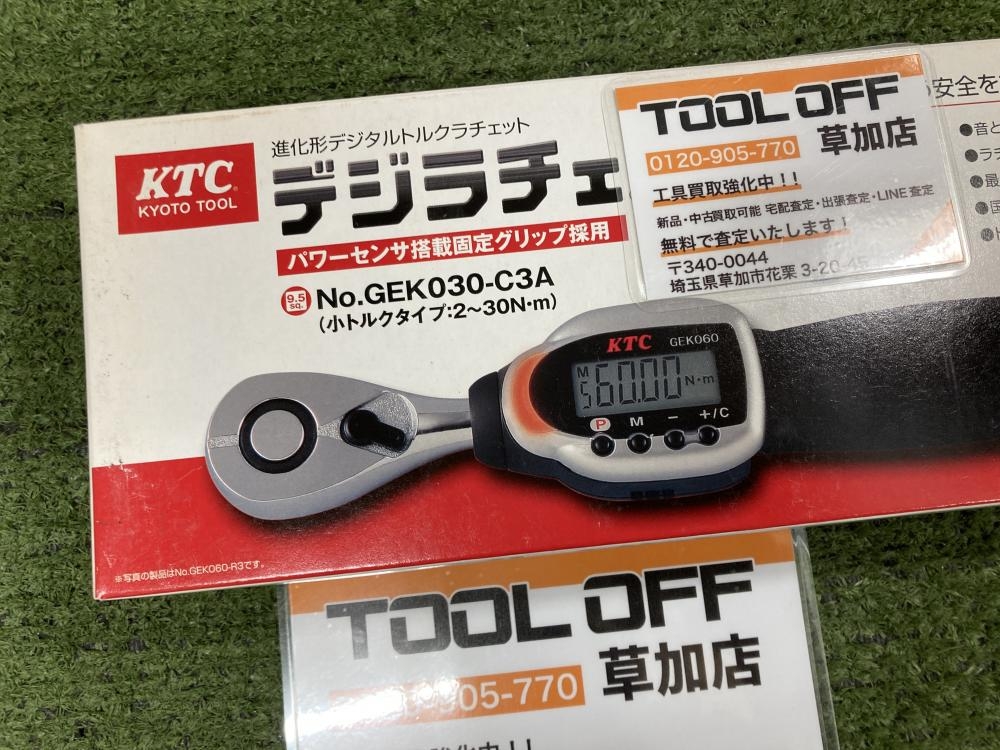 KTC
KYOTO TOOL
進化形デジタルトルクラチェット
デジラチェ
パワーセンサ搭載固定グリップ採用
9.5 sq. No.GEK030-C3A
(小トルクタイプ:2～30N・m)
KTC GEK060
M
5 60.00 N・m
P M − +/C
※写真の製品はNo.GEK060-R3です。
安全を
●音と
●ラチ
●最
●国
TOOL OFF
0120-905-770 草加店
工具買取強化中!!
新品・中古買取可能 宅配査定・出張査定・LINE査定
無料で査定いたします!
〒340-0044
埼玉県草加市花栗 3-20-45
TOOL OFF
905-770 草加店
強化中!!